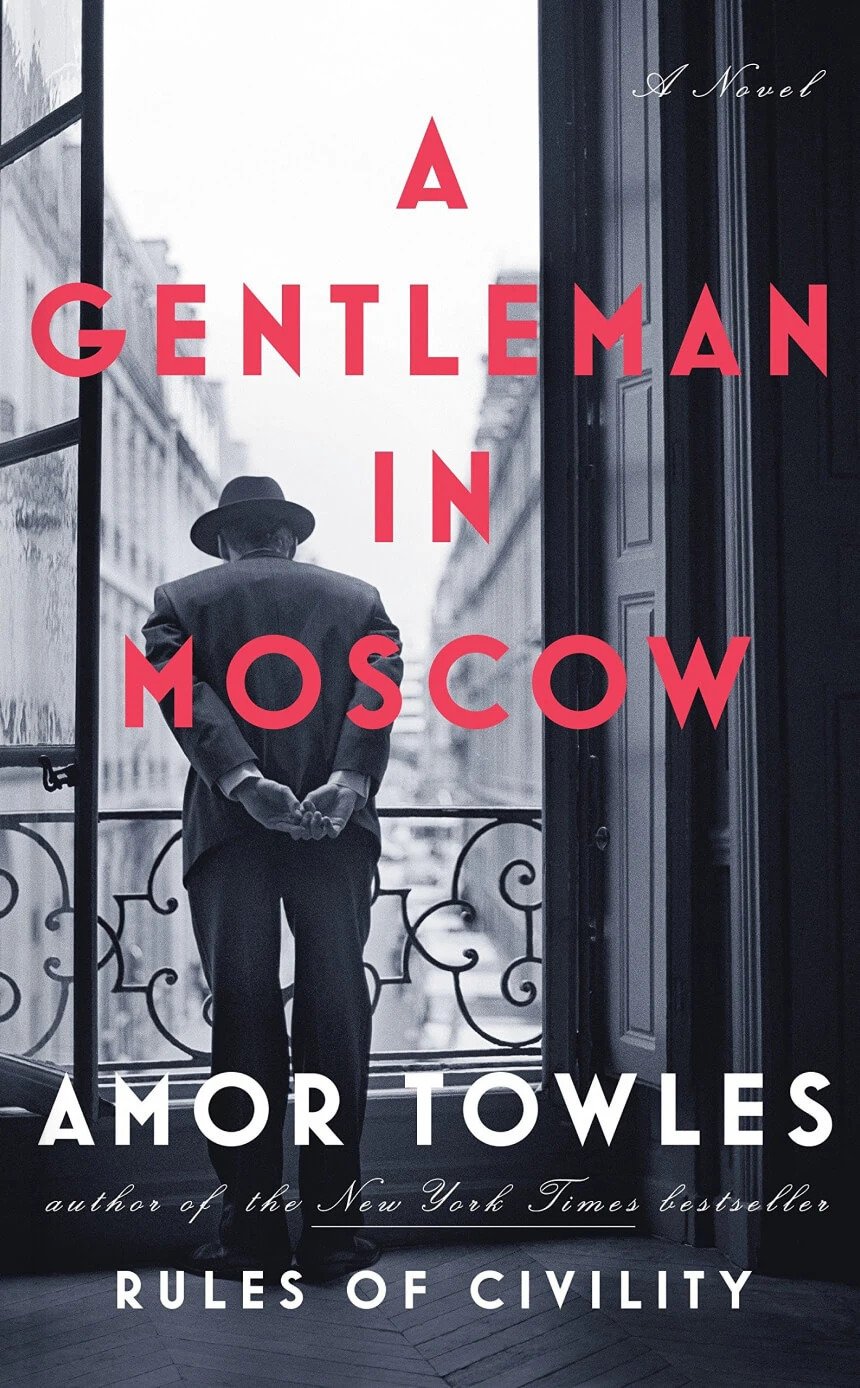 A Novel
A
GENTLEMAN
IN
MOSCOW
AMOR TOWLES
author of the New York Times bestseller
RULES OF CIVILITY